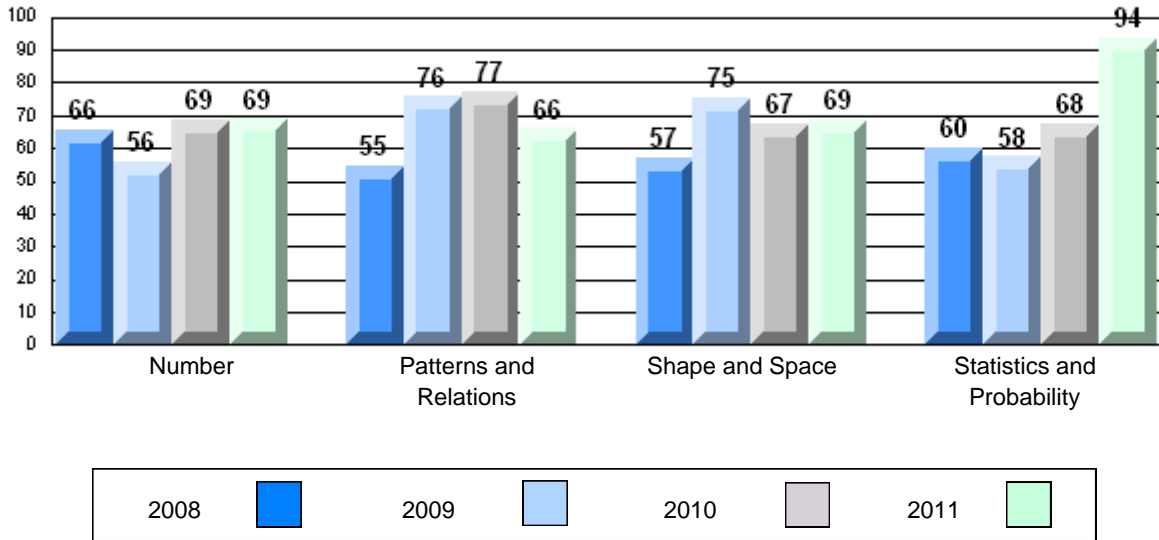 100
90
80
70
60
50
40
30
20
10
0
66 56 69 69
55 76 77 66
57 75 67 69
60 58 68 94
Number
Patterns and
Relations
Shape and Space
Statistics and
Probability
2008 2009 2010 2011